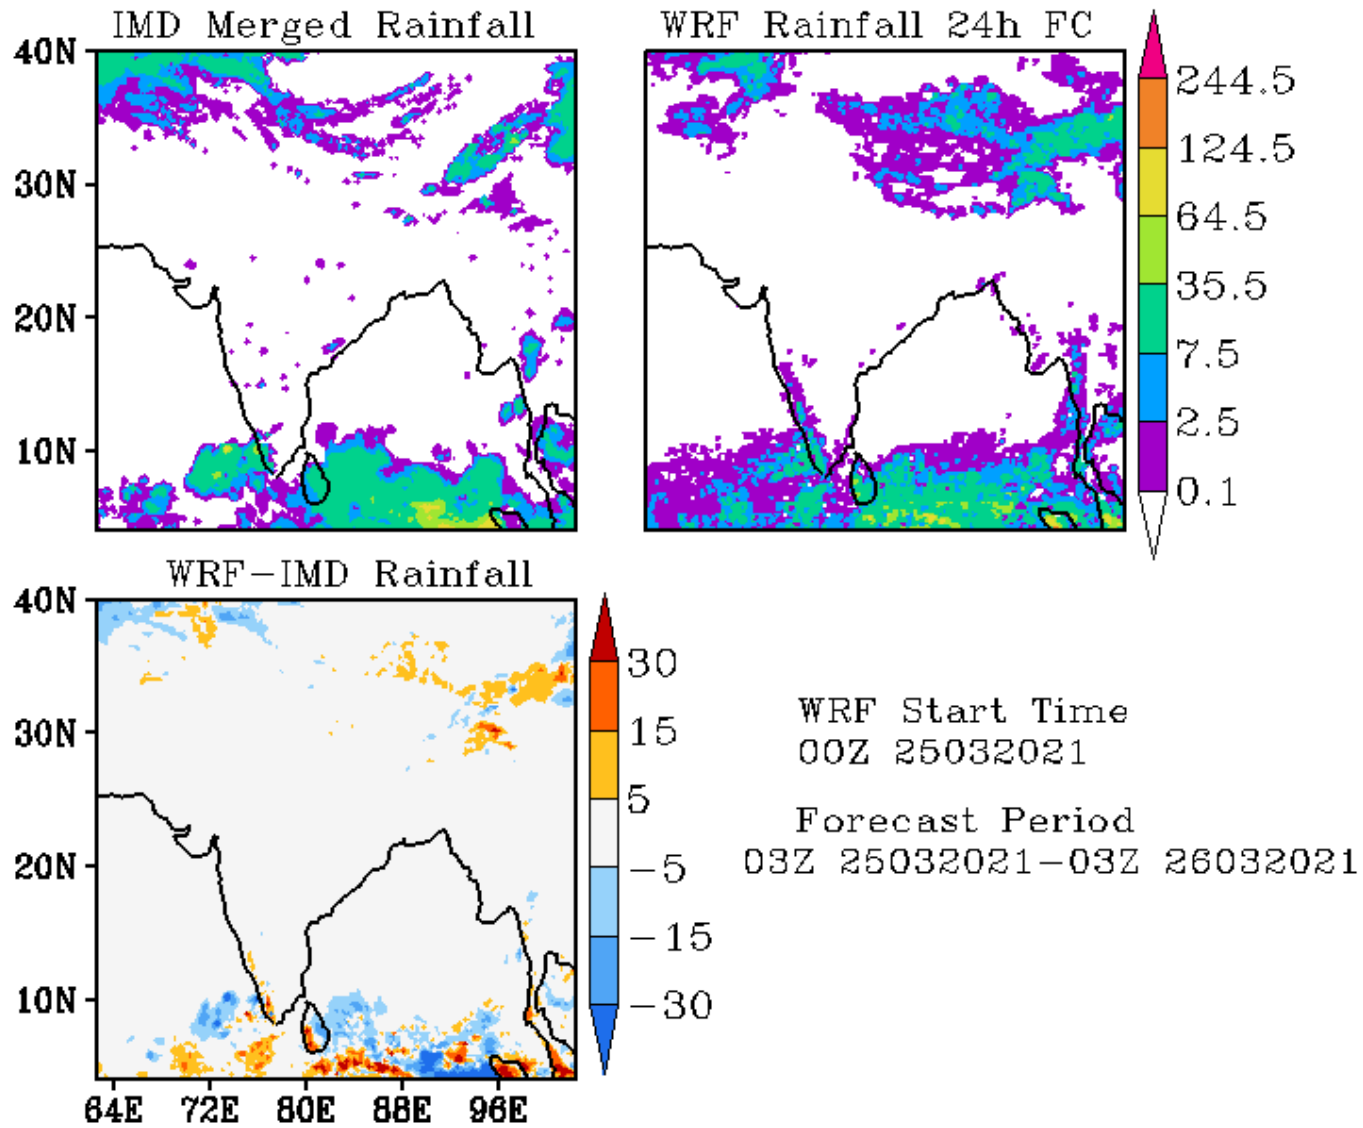 IMD Merged Rainfall
WRF Rainfall 24h FC
40N
30N
20N
10N
244.5
124.5
64.5
35.5
7.5
2.5
0.1
WRF-IMD Rainfall
40N
30N
20N
10N
64E 72E 80E 88E 96E
30
15
5
-5
-15
-30
WRF Start Time
00Z 25032021
Forecast Period
03Z 25032021-03Z 26032021